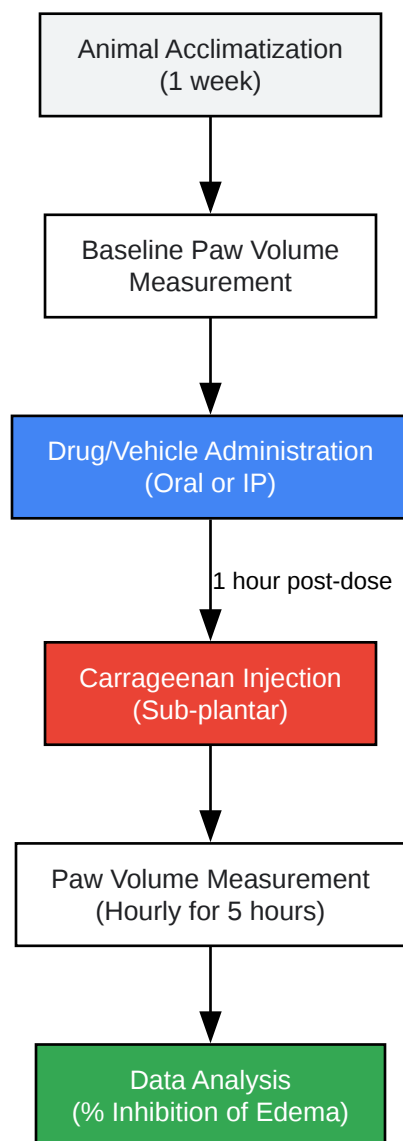 Animal Acclimatization
(1 week)
Baseline Paw Volume
Measurement
Drug/Vehicle Administration
(Oral or IP)
1 hour post-dose
Carrageenan Injection
(Sub-plantar)
Paw Volume Measurement
(Hourly for 5 hours)
Data Analysis
(% Inhibition of Edema)